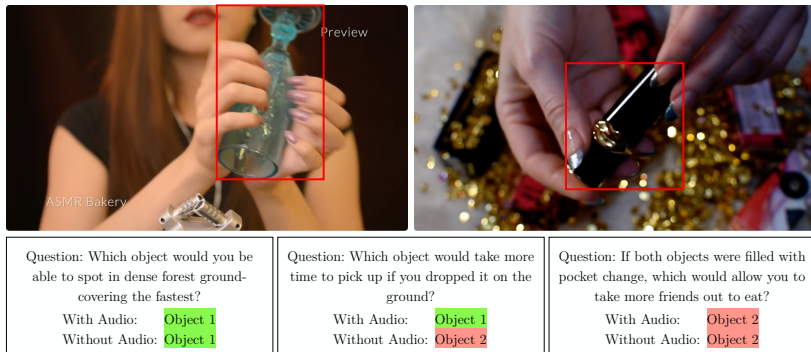 Preview
ASMR Bakery
Question: Which object would you be
able to spot in dense forest ground-
covering the fastest?
With Audio: Object 1
Without Audio: Object 1
Question: Which object would take more
time to pick up if you dropped it on the
ground?
With Audio: Object 1
Without Audio: Object 2
Question: If both objects were filled with
pocket change, which would allow you to
take more friends out to eat?
With Audio: Object 2
Without Audio: Object 2